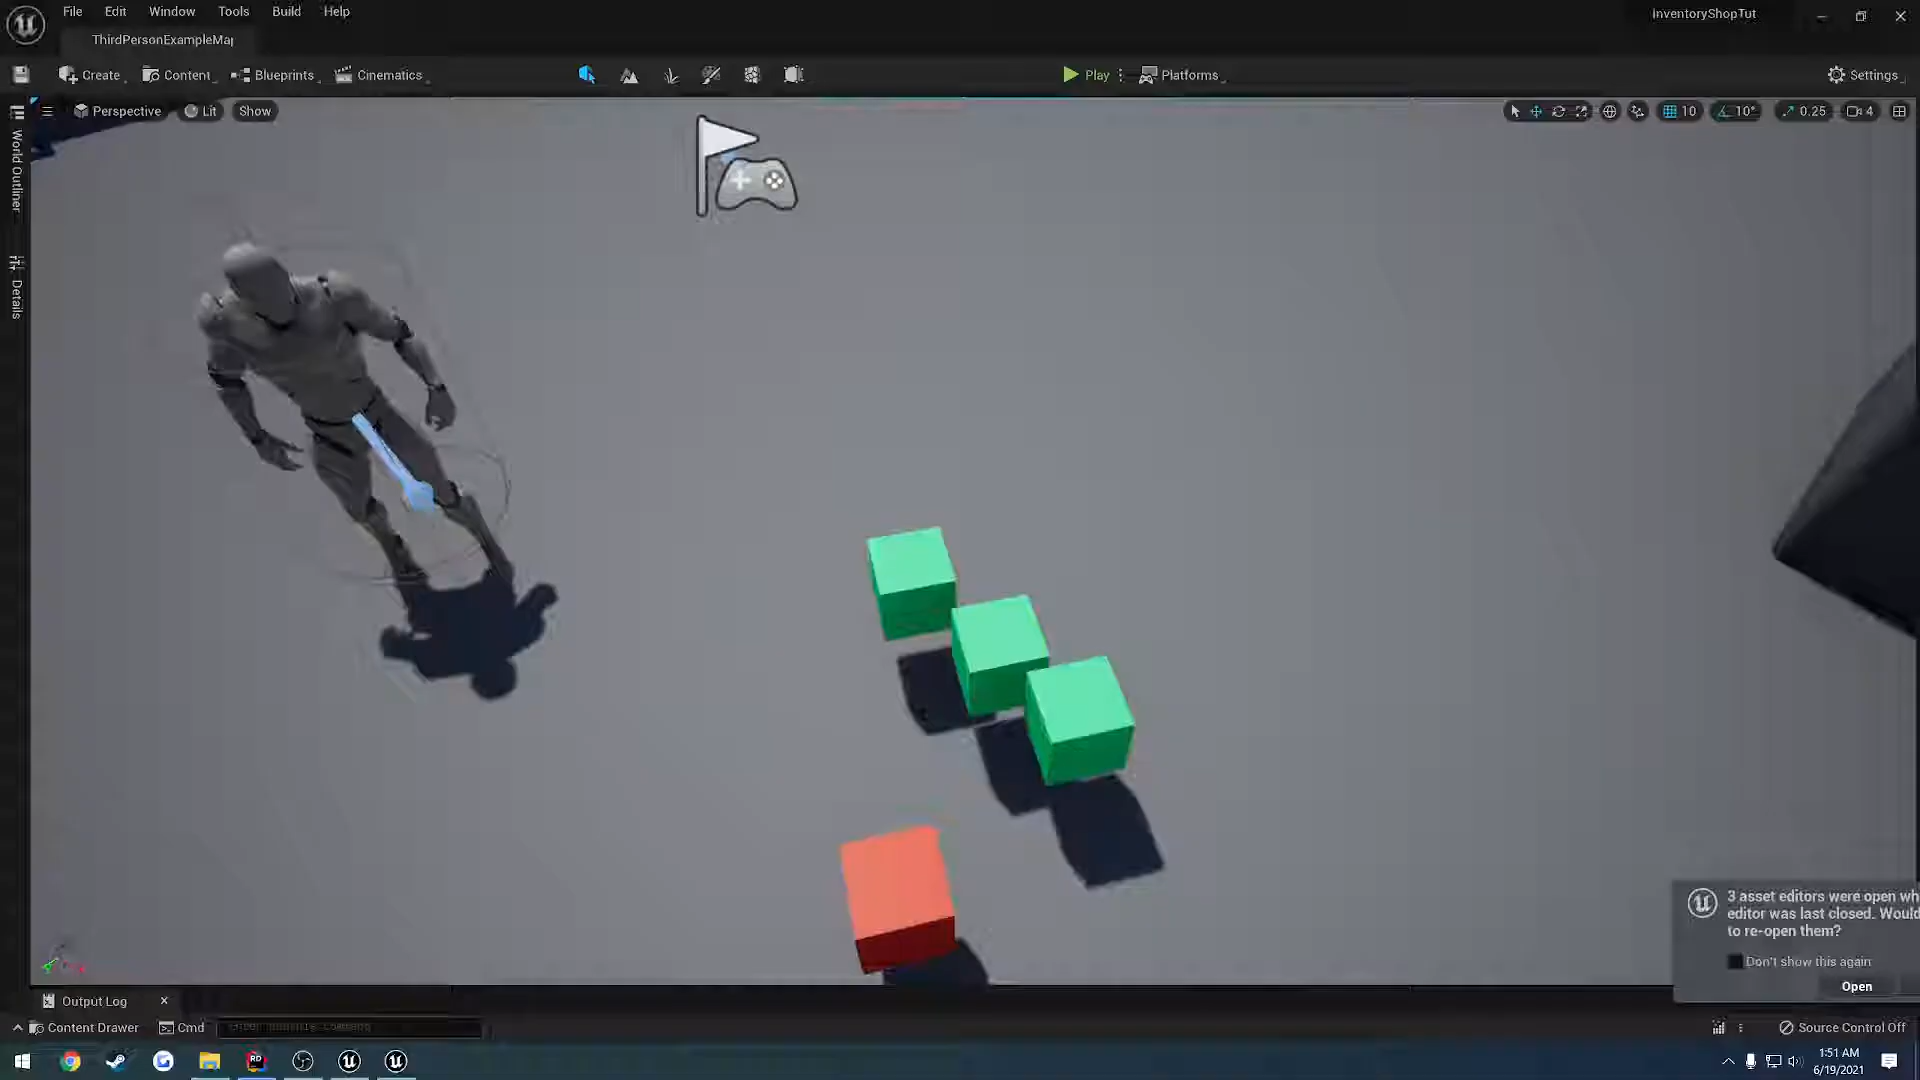 File Edit Window Tools Build Help
InventoryShopTut
ThirdPersonExampleMap
Create Content Blueprints Cinematics Play Platforms Settings
Perspective Lit Show
10 10° 0.25 4
World Outliner
Details
3 asset editors were open wh
editor was last closed. Would
to re-open them?
Don't show this again
Open
Output Log
Content Drawer Cmd
Source Control Off
1:51 AM
6/19/2021